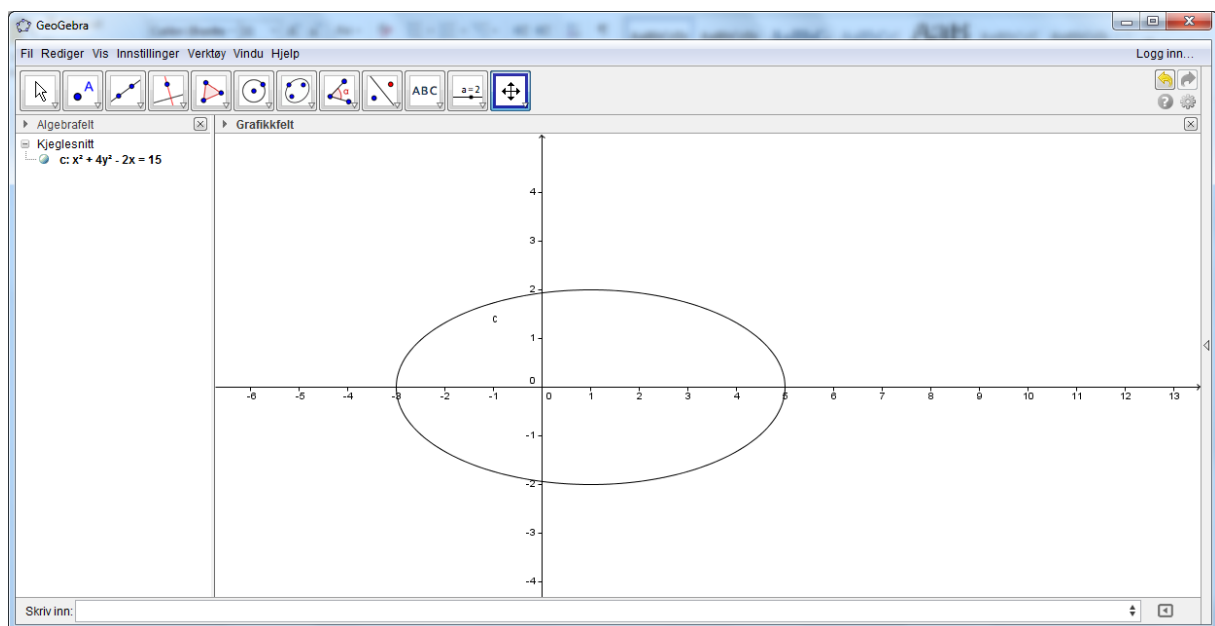 GeoGebra
Fil Rediger Vis Innstillinger Verktøy Vindu Hjelp
Logg inn...
A
α
ABC
a=2
Algebrafelt
Grafikkfelt
Kjeglesnitt
c: x² + 4y² - 2x = 15
4
3
2
c
1
0
-6 -5 -4 -3 -2 -1 0 1 2 3 4 5 6 7 8 9 10 11 12 13
-1
-2
-3
-4
Skriv inn: